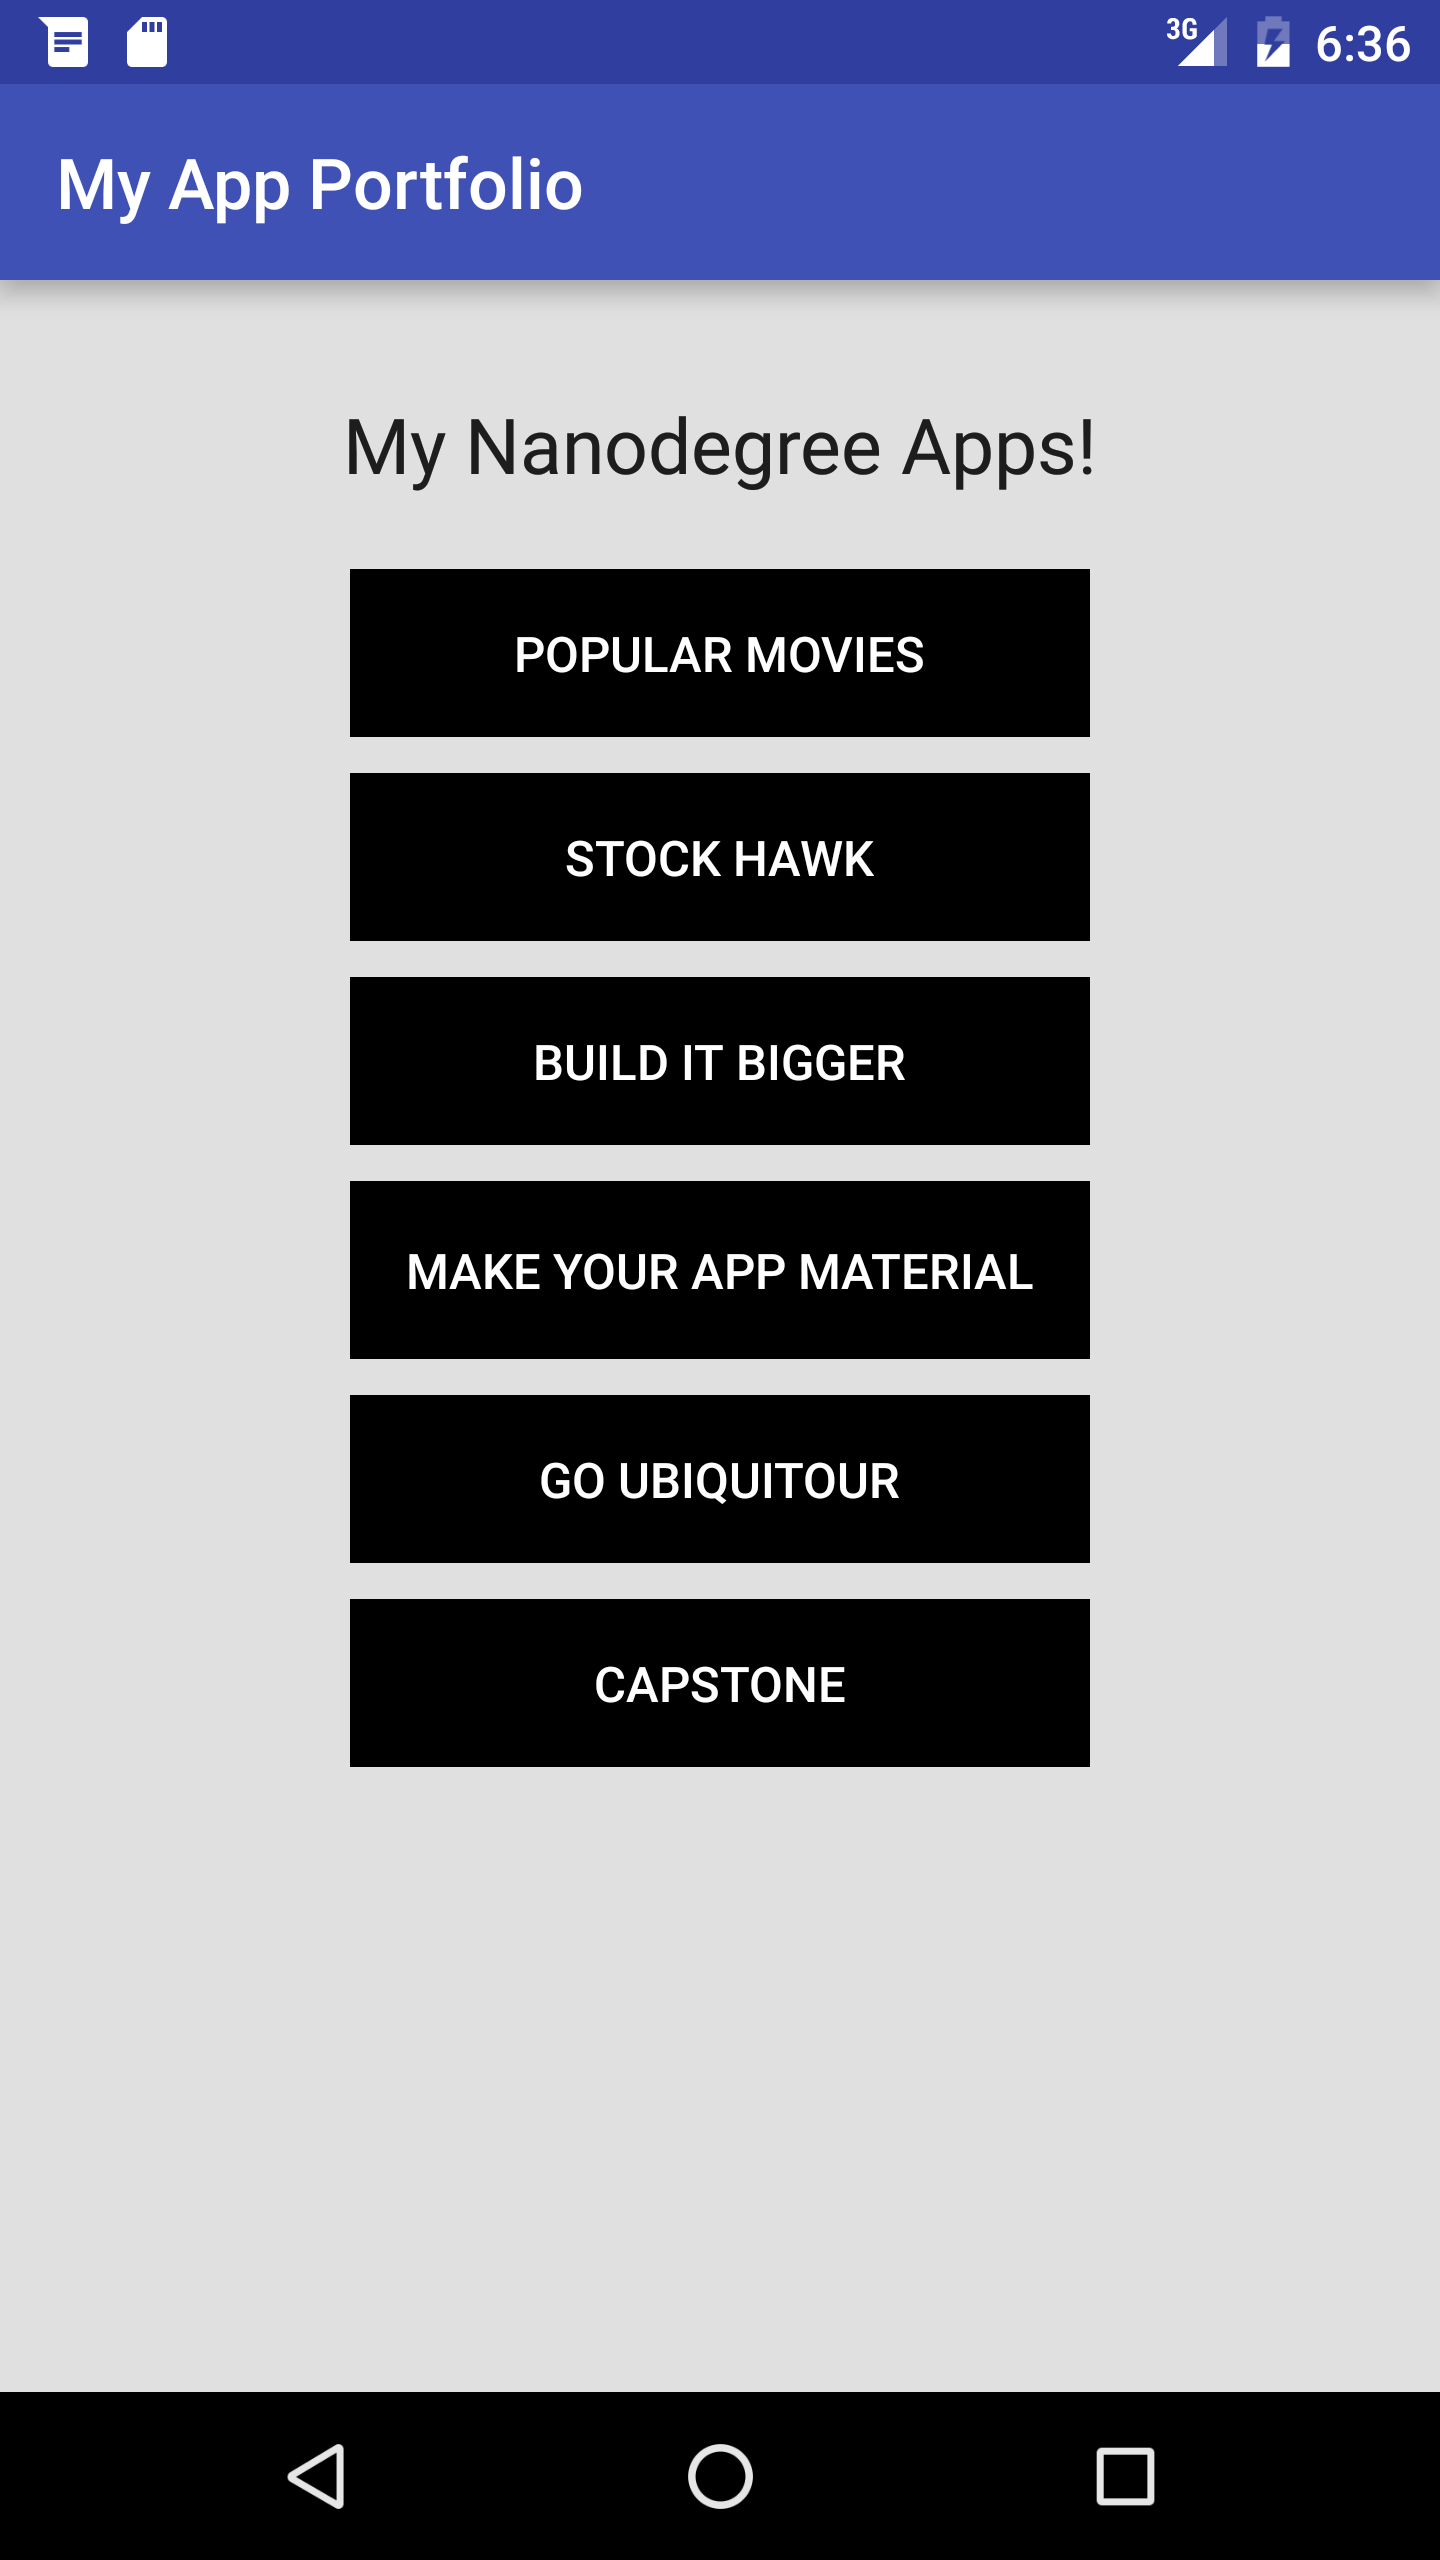 3G 6:36
My App Portfolio
My Nanodegree Apps!
POPULAR MOVIES
STOCK HAWK
BUILD IT BIGGER
MAKE YOUR APP MATERIAL
GO UBIQUITOUR
CAPSTONE